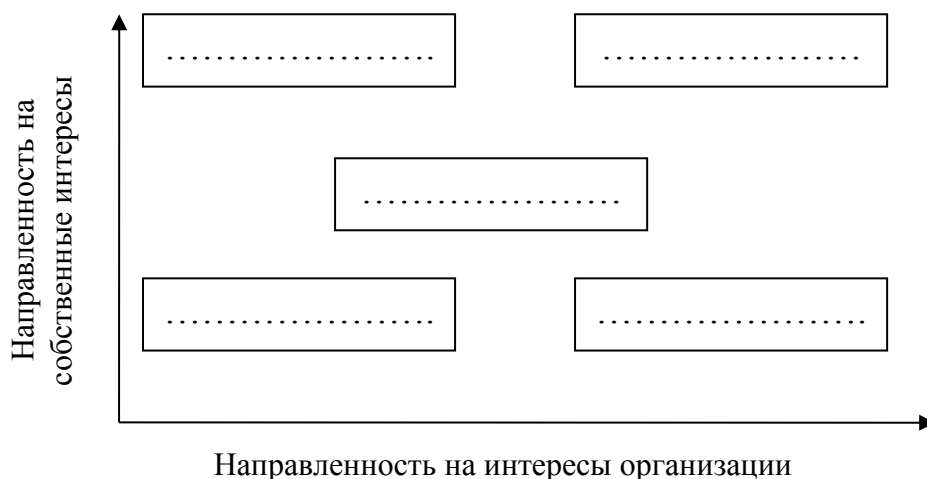 Направленность на
собственные интересы
. . . . . . . . . . . . . . . . . . . . .
. . . . . . . . . . . . . . . . . . . .
. . . . . . . . . . . . . . . . . . . .
. . . . . . . . . . . . . . . . . . . . .
. . . . . . . . . . . . . . . . . . . . .
Направленность на интересы организации